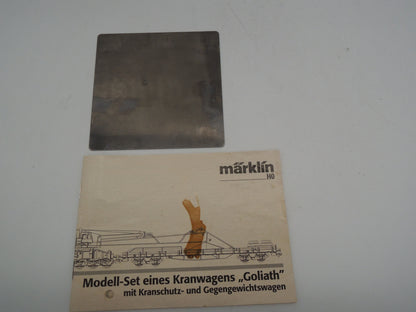 märklin
H0
Modell-Set eines Kranwagens „Goliath"
mit Kranschutz- und Gegengewichtswagen